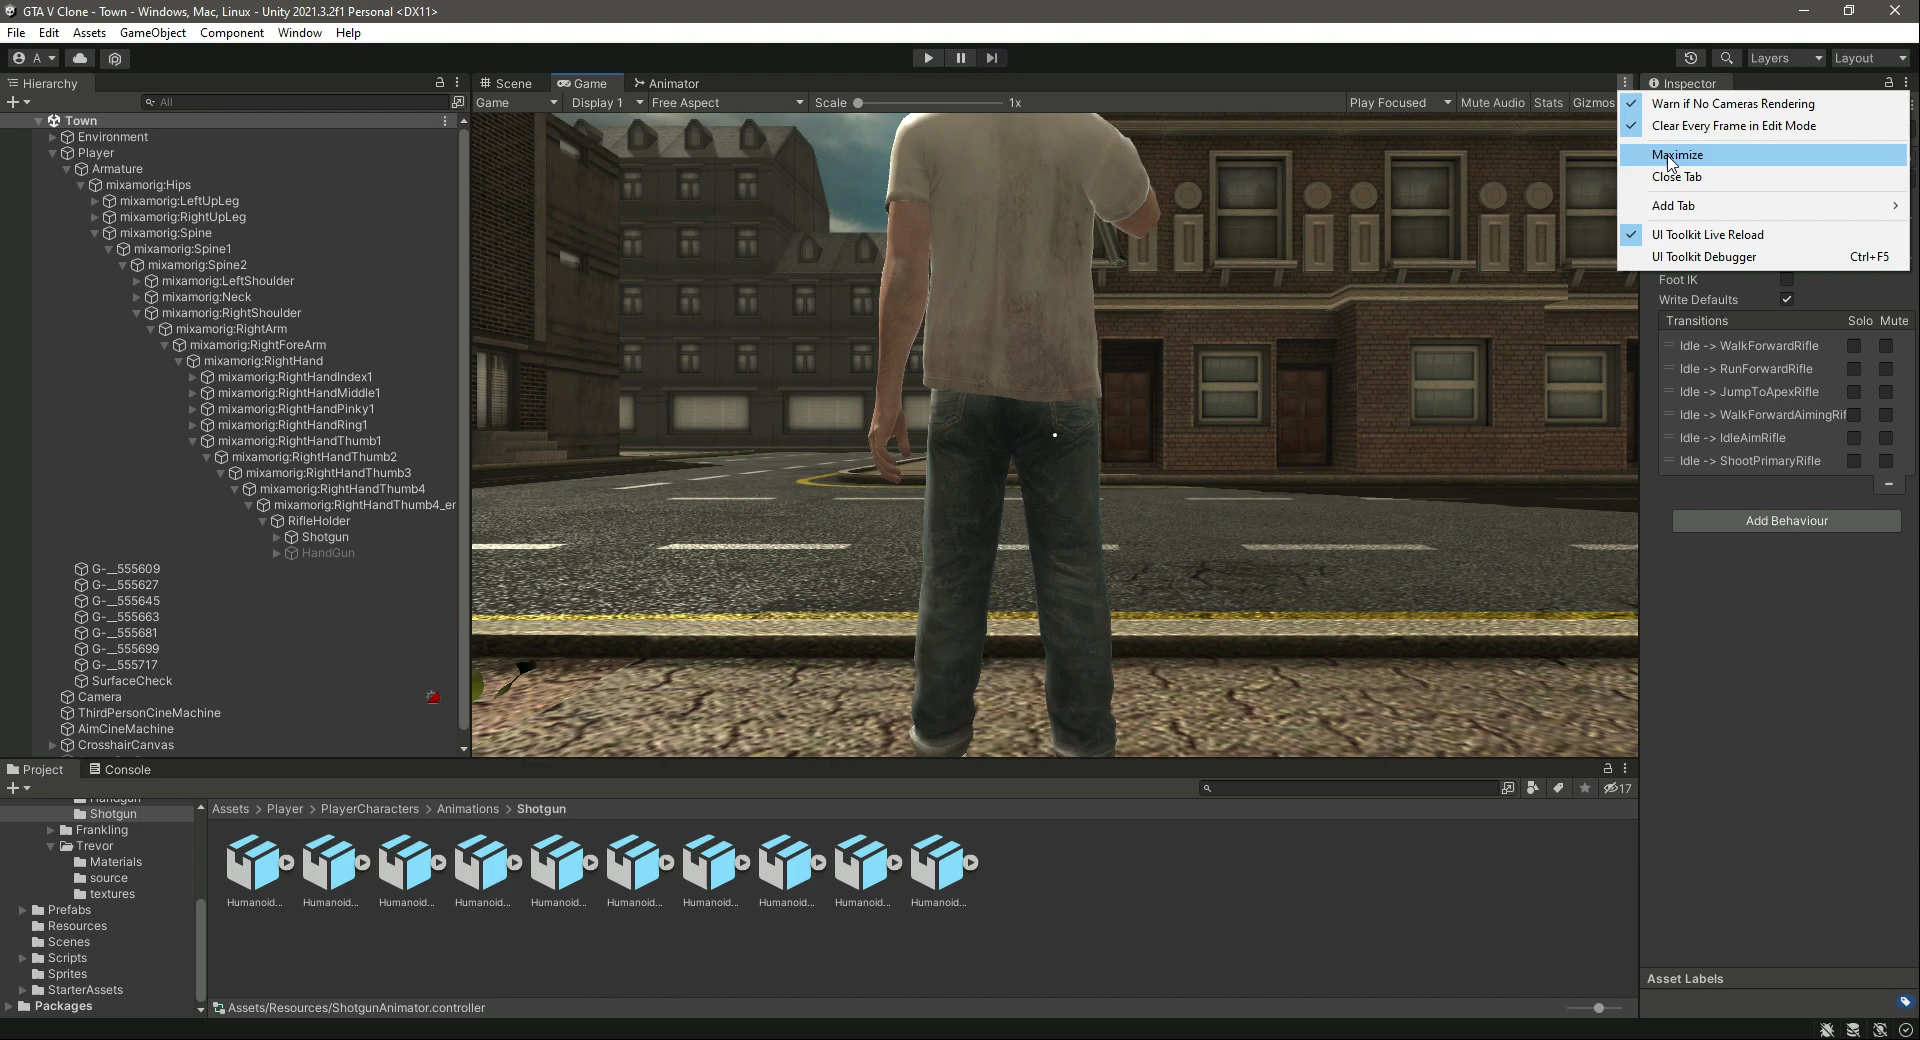 GTA V Clone - Town - Windows, Mac, Linux - Unity 2021.3.2f1 Personal <DX11>
File Edit Assets GameObject Component Window Help
A Layers Layout
Hierarchy
All
Town
Environment
Player
Armature
mixamorig:Hips
mixamorig:LeftUpLeg
mixamorig:RightUpLeg
mixamorig:Spine
mixamorig:Spine1
mixamorig:Spine2
mixamorig:LeftShoulder
mixamorig:Neck
mixamorig:RightShoulder
mixamorig:RightArm
mixamorig:RightForeArm
mixamorig:RightHand
mixamorig:RightHandIndex1
mixamorig:RightHandMiddle1
mixamorig:RightHandPinky1
mixamorig:RightHandRing1
mixamorig:RightHandThumb1
mixamorig:RightHandThumb2
mixamorig:RightHandThumb3
mixamorig:RightHandThumb4
mixamorig:RightHandThumb4_er
RifleHolder
Shotgun
HandGun
G-__555609
G-__555627
G-__555645
G-__555663
G-__555681
G-__555699
G-__555717
SurfaceCheck
Camera
ThirdPersonCineMachine
AimCineMachine
CrosshairCanvas
Scene Game Animator
Game Display 1 Free Aspect Scale 1x Play Focused Mute Audio Stats Gizmos
Inspector
Warn if No Cameras Rendering
Clear Every Frame in Edit Mode
Maximize
Close Tab
Add Tab
UI Toolkit Live Reload
UI Toolkit Debugger Ctrl+F5
Foot IK
Write Defaults
Transitions Solo Mute
Idle -> WalkForwardRifle
Idle -> RunForwardRifle
Idle -> JumpToApexRifle
Idle -> WalkForwardAimingRif
Idle -> IdleAimRifle
Idle -> ShootPrimaryRifle
Add Behaviour
Project Console
17
Handgun
Shotgun
Frankling
Trevor
Materials
source
textures
Prefabs
Resources
Scenes
Scripts
Sprites
StarterAssets
Packages
Assets > Player > PlayerCharacters > Animations > Shotgun
Humanoid... Humanoid... Humanoid... Humanoid... Humanoid... Humanoid... Humanoid... Humanoid... Humanoid... Humanoid...
Assets/Resources/ShotgunAnimator.controller
Asset Labels